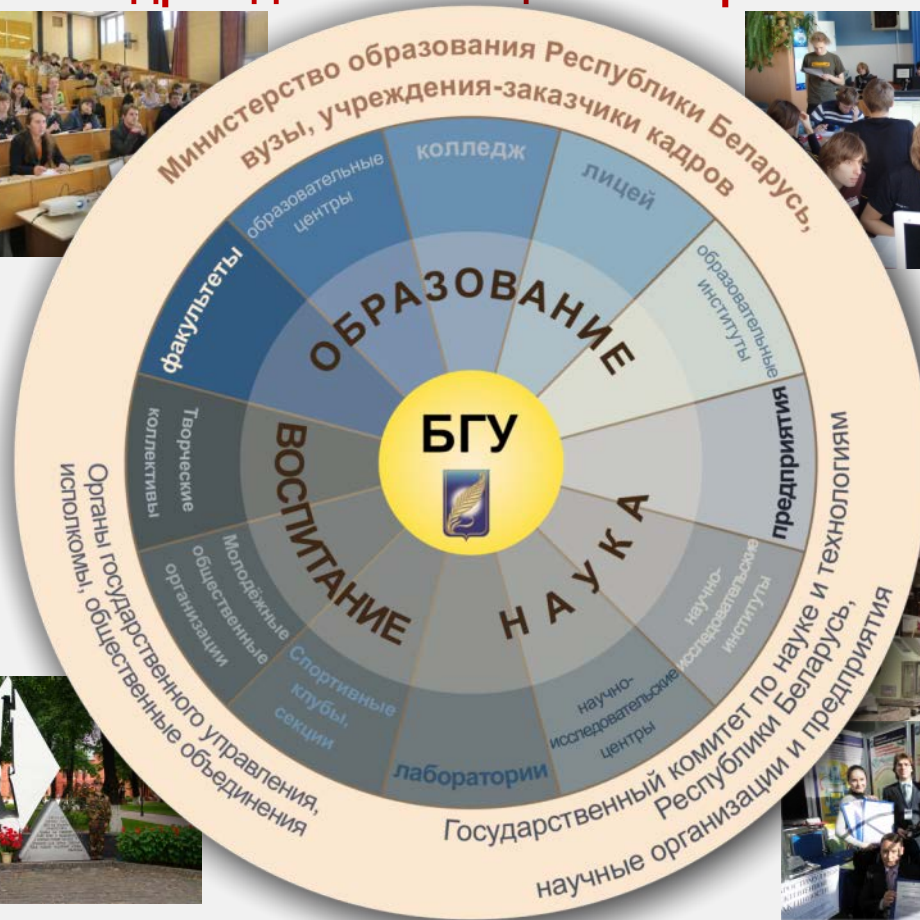 Министерство образования Республики Беларусь,
вузы, учреждения-заказчики кадров
образовательные
центры
колледж
лицей
образовательные
институты
факультеты
ОБРАЗОВАНИЕ
предприятия
БГУ
Творческие
коллективы
ВОСПИТАНИЕ
НАУКА
Молодёжные
общественные
организации
Спортивные
клубы,
секции
лаборатории
научно-
исследовательские
центры
научно-
исследовательские
институты
Органы государственного управления,
исполкомы, общественные объединения
Государственный комитет по науке и технологиям
Республики Беларусь,
научные организации и предприятия